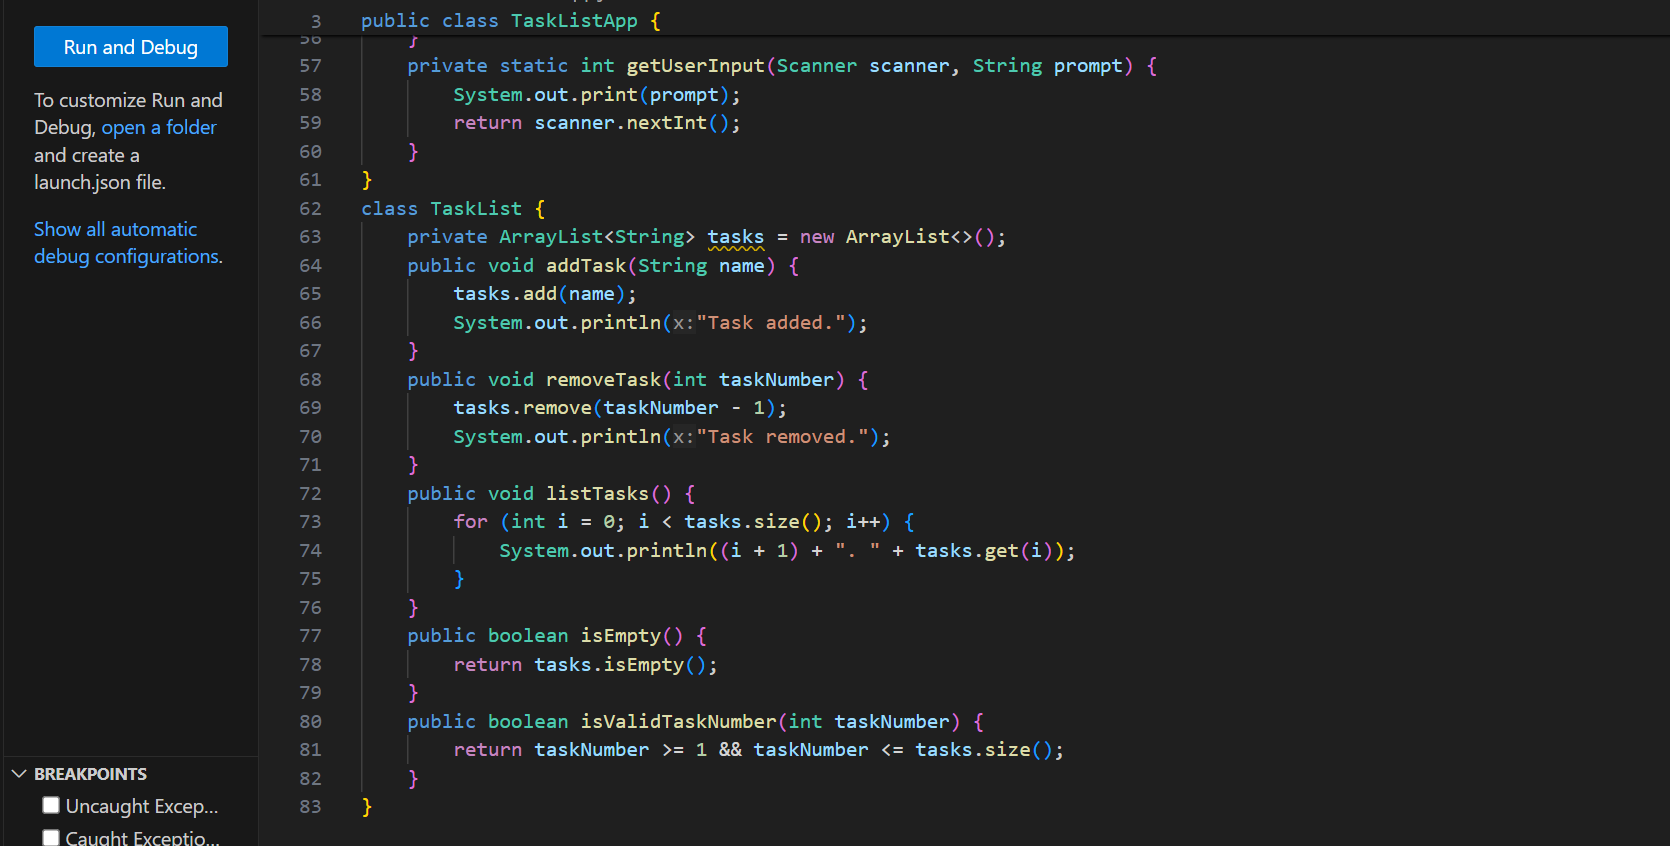 Run and Debug
To customize Run and
Debug, open a folder
and create a
launch.json file.
Show all automatic
debug configurations.
BREAKPOINTS
Uncaught Excep...
Caught Exceptio...
3 public class TaskListApp {
56 }
57 private static int getUserInput(Scanner scanner, String prompt) {
58 System.out.print(prompt);
59 return scanner.nextInt();
60 }
61 }
62 class TaskList {
63 private ArrayList<String> tasks = new ArrayList<>();
64 public void addTask(String name) {
65 tasks.add(name);
66 System.out.println(x:"Task added.");
67 }
68 public void removeTask(int taskNumber) {
69 tasks.remove(taskNumber - 1);
70 System.out.println(x:"Task removed.");
71 }
72 public void listTasks() {
73 for (int i = 0; i < tasks.size(); i++) {
74 System.out.println((i + 1) + ". " + tasks.get(i));
75 }
76 }
77 public boolean isEmpty() {
78 return tasks.isEmpty();
79 }
80 public boolean isValidTaskNumber(int taskNumber) {
81 return taskNumber >= 1 && taskNumber <= tasks.size();
82 }
83 }